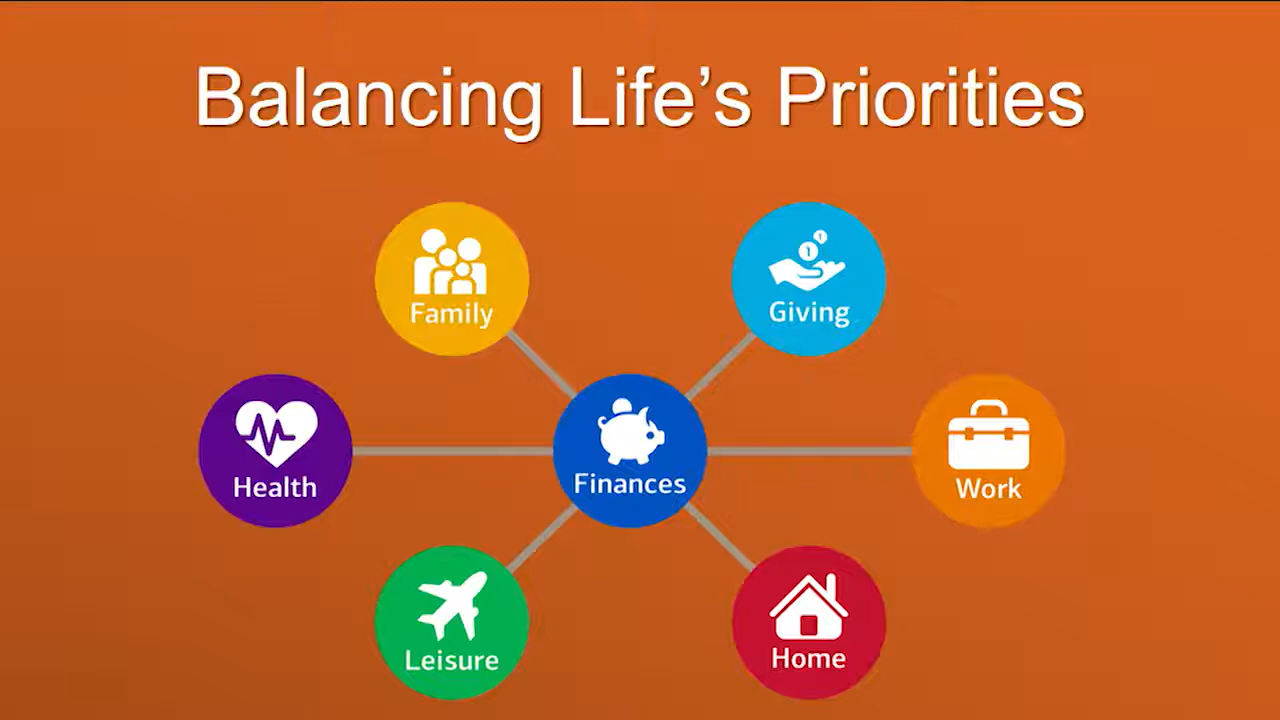 Balancing Life’s Priorities
Family
Giving
Health
Finances
Work
Leisure
Home